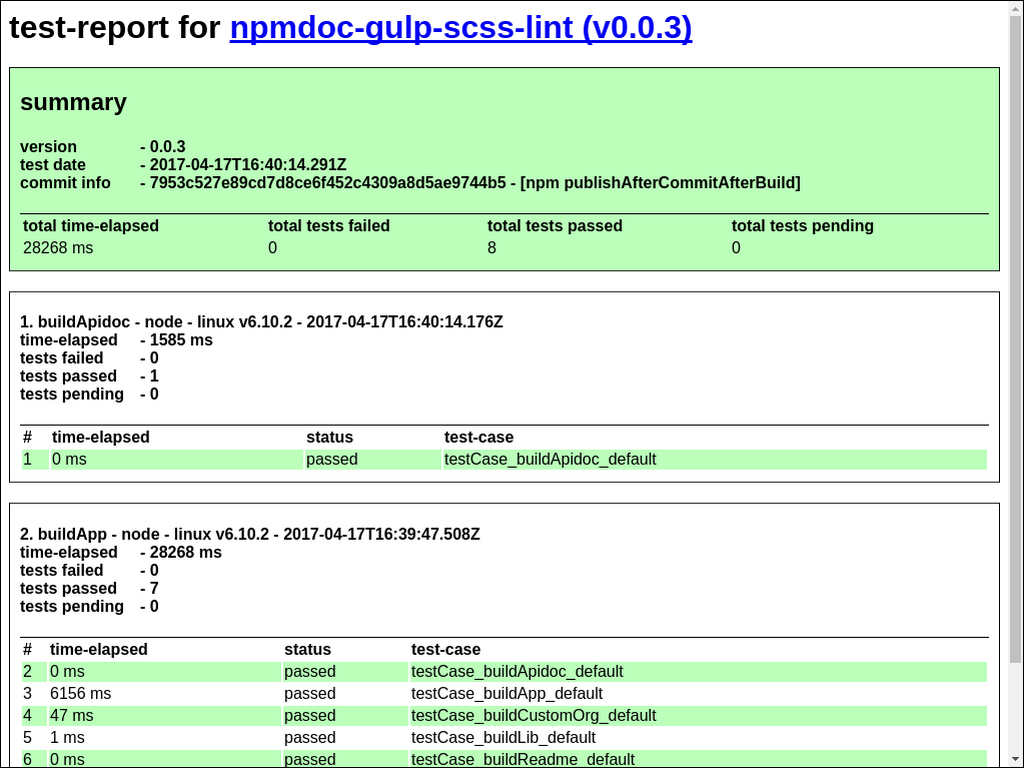 test-report for npmdoc-gulp-scss-lint (v0.0.3)
summary
version - 0.0.3
test date - 2017-04-17T16:40:14.291Z
commit info - 7953c527e89cd7d8ce6f452c4309a8d5ae9744b5 - [npm publishAfterCommitAfterBuild]
total time-elapsed total tests failed total tests passed total tests pending
28268 ms 0 8 0
1. buildApidoc - node - linux v6.10.2 - 2017-04-17T16:40:14.176Z
time-elapsed - 1585 ms
tests failed - 0
tests passed - 1
tests pending - 0
# time-elapsed status test-case
1 0 ms passed testCase_buildApidoc_default
2. buildApp - node - linux v6.10.2 - 2017-04-17T16:39:47.508Z
time-elapsed - 28268 ms
tests failed - 0
tests passed - 7
tests pending - 0
# time-elapsed status test-case
2 0 ms passed testCase_buildApidoc_default
3 6156 ms passed testCase_buildApp_default
4 47 ms passed testCase_buildCustomOrg_default
5 1 ms passed testCase_buildLib_default
6 0 ms passed testCase_buildReadme_default